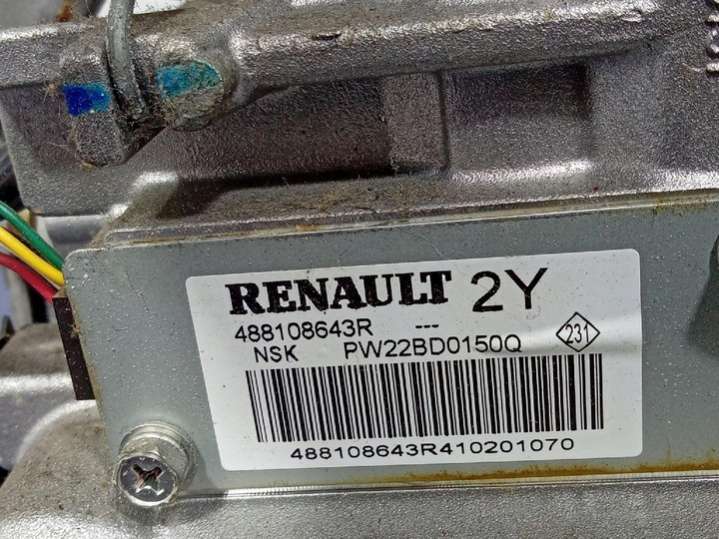 RENAULT 2Y
488108643R ---
231
NSK PW22BD0150Q
488108643R410201070